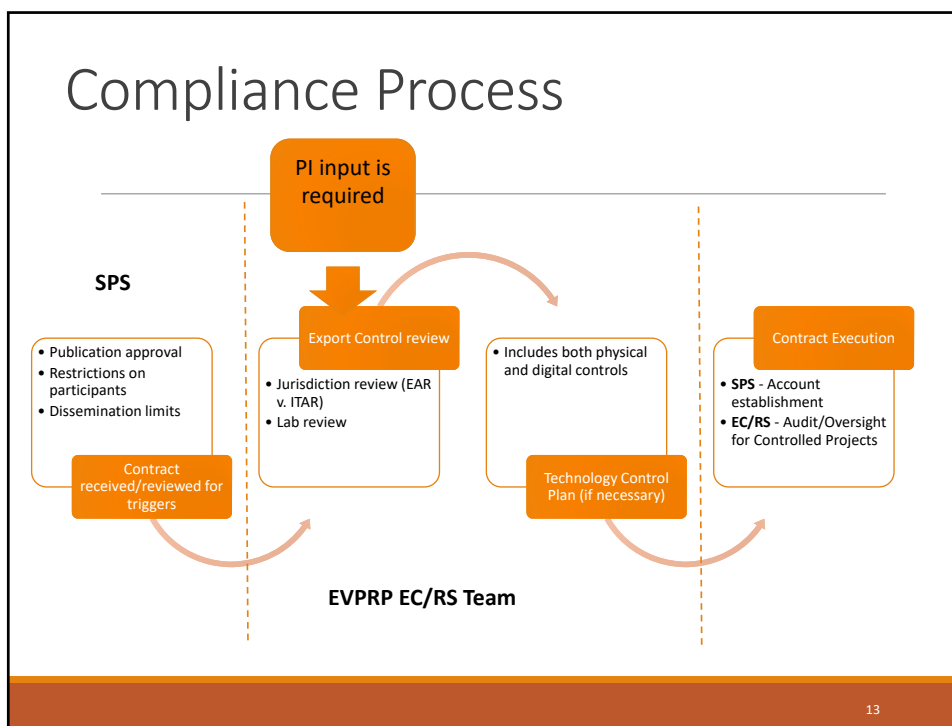 Compliance Process
PI input is
required
SPS
• Publication approval
• Restrictions on
participants
• Dissemination limits
Contract
received/reviewed for
triggers
Export Control review
• Jurisdiction review (EAR
v. ITAR)
• Lab review
• Includes both physical
and digital controls
Technology Control
Plan (if necessary)
Contract Execution
• SPS - Account
establishment
• EC/RS - Audit/Oversight
for Controlled Projects
EVPRP EC/RS Team
13